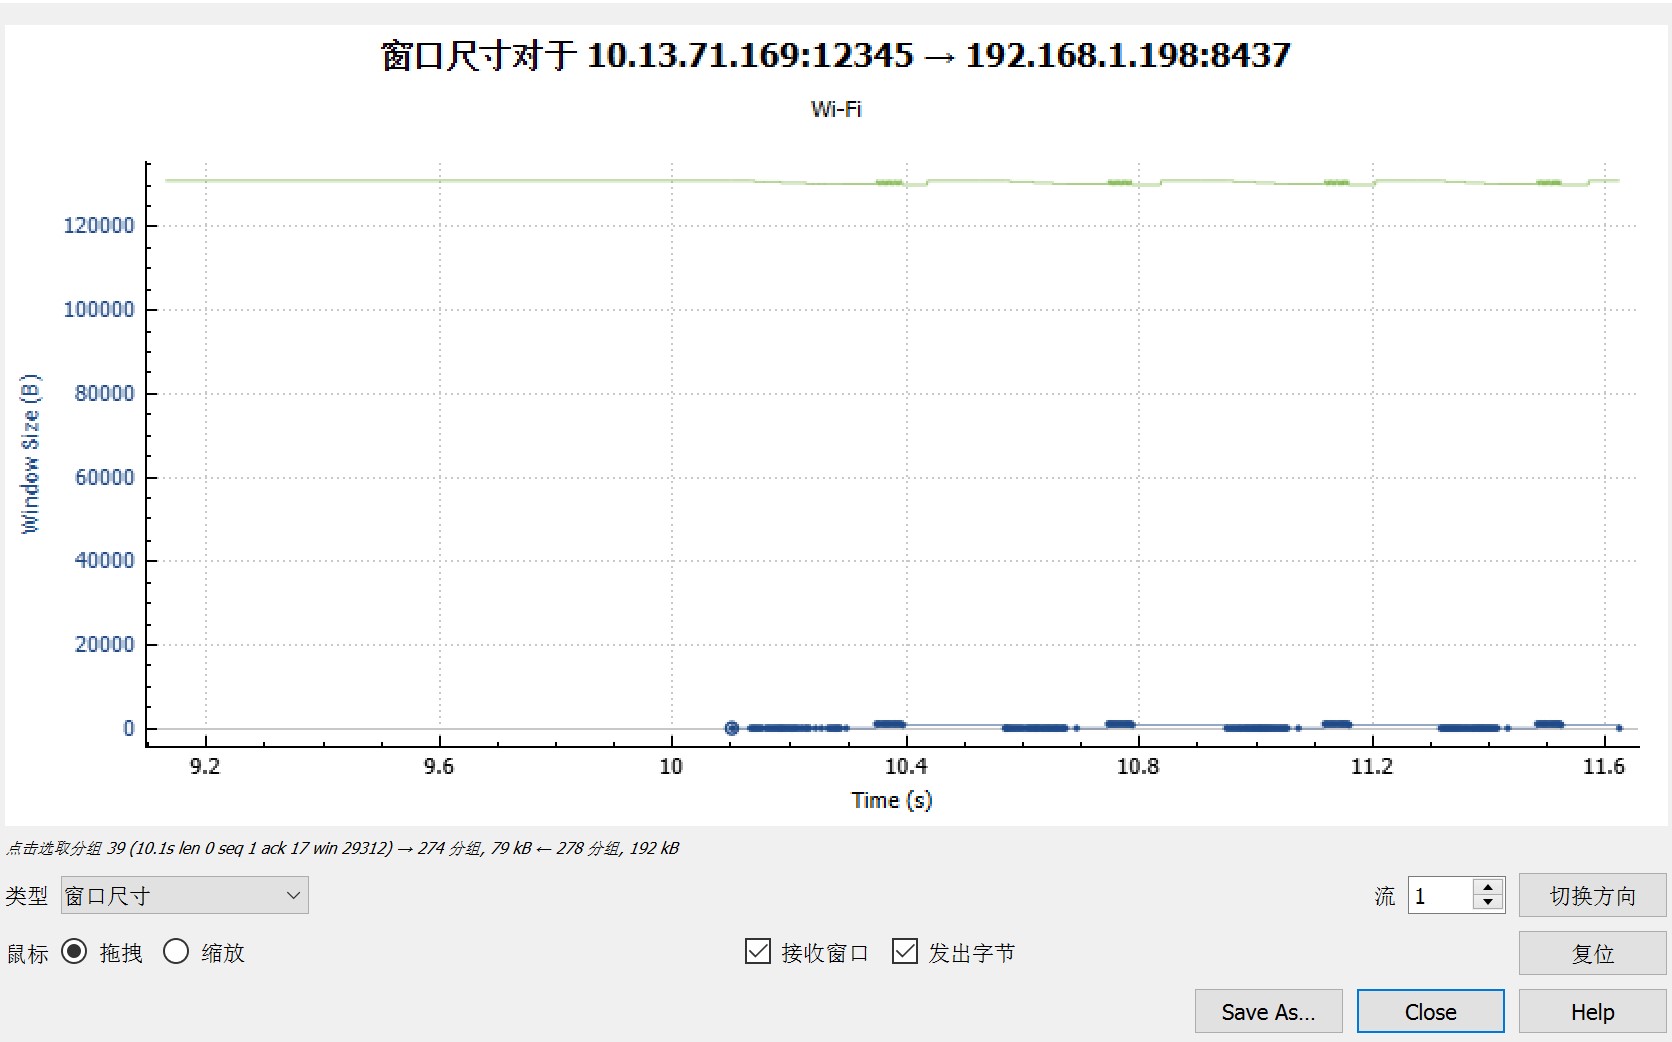 窗口尺寸对于 10.13.71.169:12345 → 192.168.1.198:8437
Wi-Fi
Window Size (B)
120000
100000
80000
60000
40000
20000
0
9.2 9.6 10 10.4 10.8 11.2 11.6
Time (s)
点击选取分组 39 (10.1s len 0 seq 1 ack 17 win 29312) → 274 分组, 79 kB ← 278 分组, 192 kB
类型 窗口尺寸 流 1 切换方向
鼠标 拖拽 缩放 接收窗口 发出字节 复位
Save As... Close Help